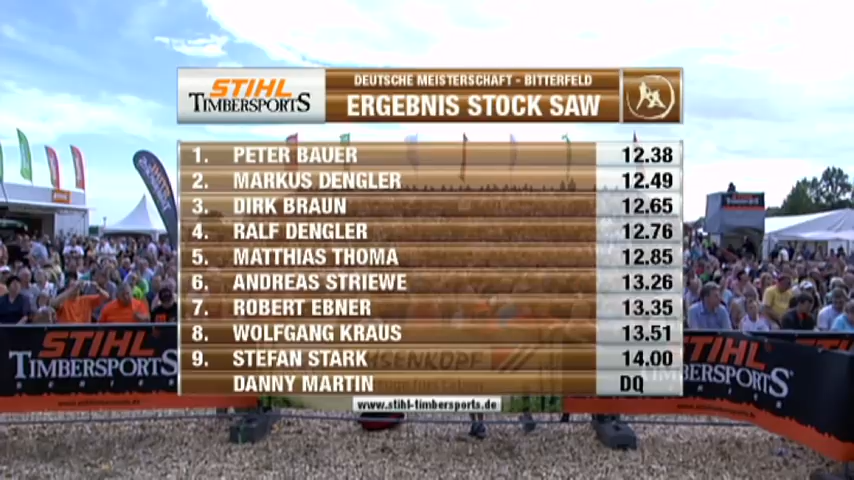 STIHL
TIMBERSPORTS
DEUTSCHE MEISTERSCHAFT - BITTERFELD
ERGEBNIS STOCK SAW
1. PETER BAUER 12.38
2. MARKUS DENGLER 12.49
3. DIRK BRAUN 12.65
4. RALF DENGLER 12.76
5. MATTHIAS THOMA 12.85
6. ANDREAS STRIEWE 13.26
7. ROBERT EBNER 13.35
8. WOLFGANG KRAUS 13.51
9. STEFAN STARK 14.00
DANNY MARTIN DQ
www.stihl-timbersports.de
STIHL
TIMBERSPORTS
SERIES
STIHL
TIMBERSPORTS
SERIES